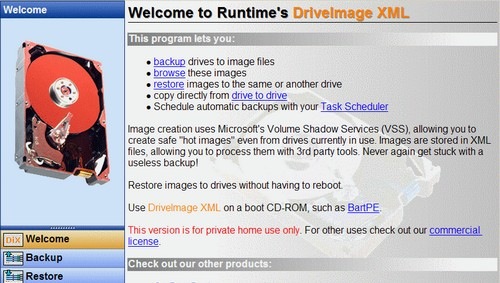 Welcome
Welcome to Runtime's DriveImage XML
This program lets you:
backup drives to image files
browse these images
restore images to the same or another drive
copy directly from drive to drive
Schedule automatic backups with your Task Scheduler
Image creation uses Microsoft's Volume Shadow Services (VSS), allowing you to
create safe "hot images" even from drives currently in use. Images are stored in XML
files, allowing you to process them with 3rd party tools. Never again get stuck with a
useless backup!
Restore images to drives without having to reboot.
Use DriveImage XML on a boot CD-ROM, such as BartPE.
This version is for private home use only. For other uses check out our commercial
license.
Check out our other products:
DIX Welcome
Backup
Restore